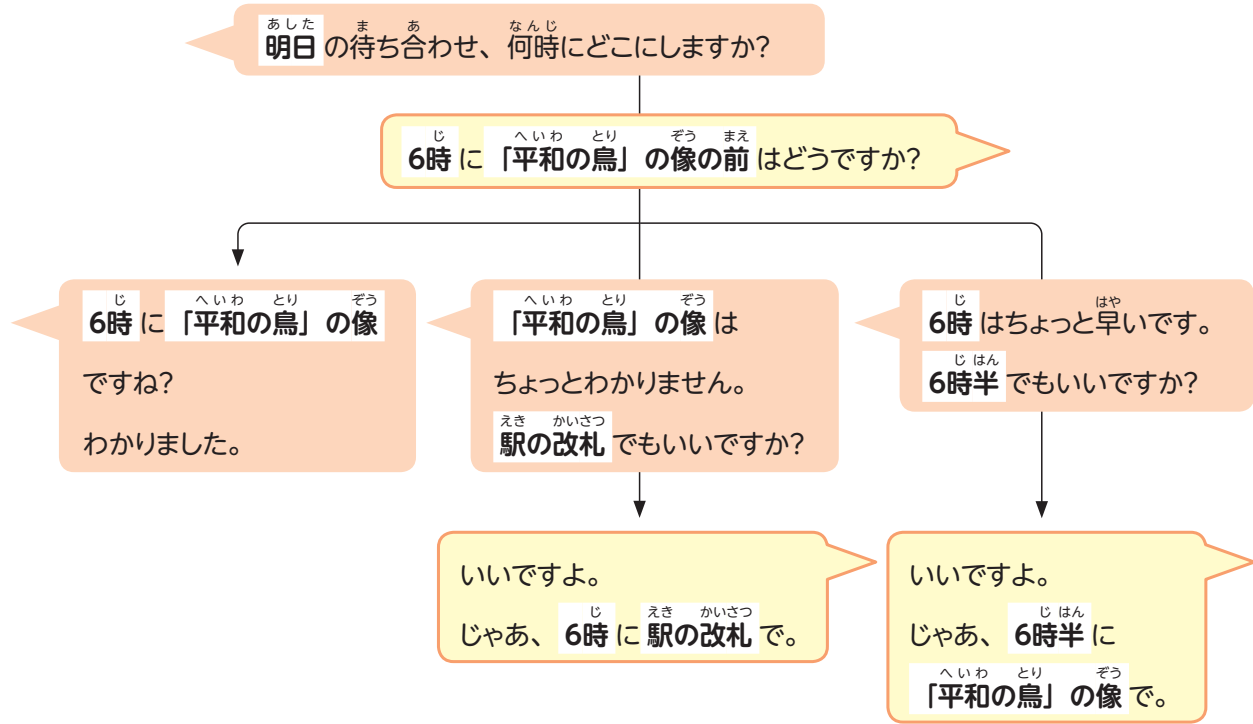 あした ま あ なんじ
明日の待ち合わせ、何時にどこにしますか?
じ へいわ とり ぞう まえ
6時に「平和の鳥」の像の前はどうですか?
じ へいわ とり ぞう
6時に「平和の鳥」の像
ですね?
わかりました。
へいわ とり ぞう
「平和の鳥」の像は
ちょっとわかりません。
えき かいさつ
駅の改札でもいいですか?
じ はや
6時はちょっと早いです。
じ はん
6時半でもいいですか?
いいですよ。
じ えき かいさつ
じゃあ、6時に駅の改札で。
いいですよ。
じ はん
じゃあ、6時半に
へいわ とり ぞう
「平和の鳥」の像で。